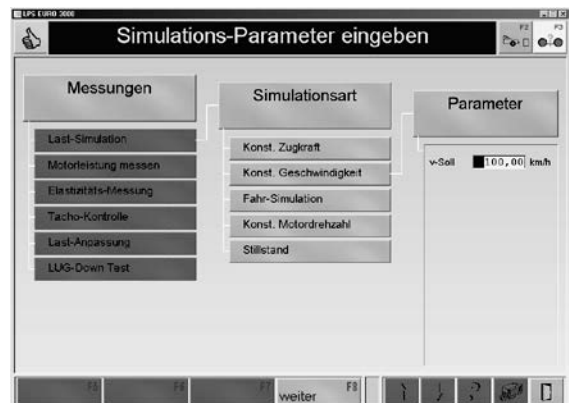 LPS EURO 3000
Simulations-Parameter eingeben
F2
F3
Messungen
Last-Simulation
Motorleistung messen
Elastizitäts-Messung
Tacho-Kontrolle
Last-Anpassung
LUG-Down Test
Simulationsart
Konst. Zugkraft
Konst. Geschwindigkeit
Fahr-Simulation
Konst. Motordrehzahl
Stillstand
Parameter
v-Soll 100,00 km/h
F5
F6
F7
weiter F8